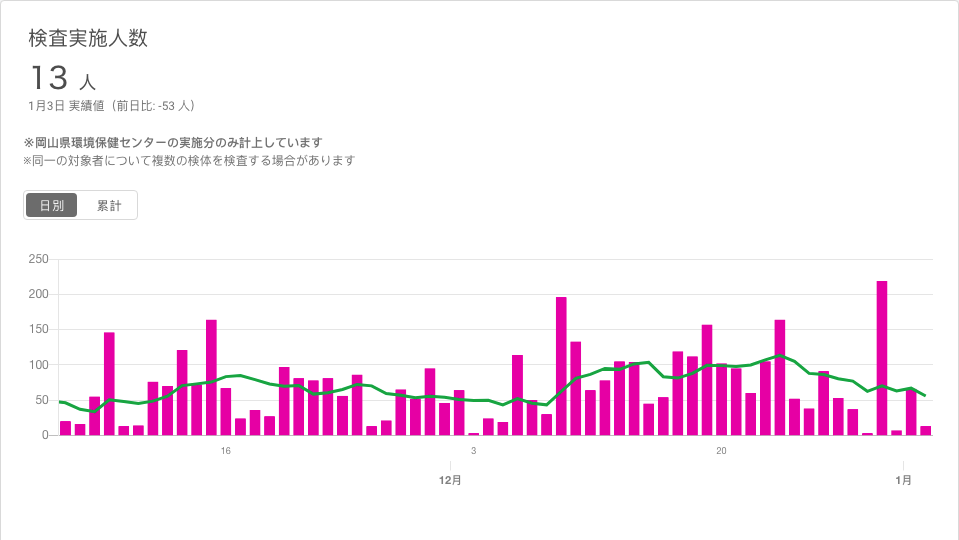 検査実施人数
13 人
1月3日 実績値（前日比: -53 人）
※岡山県環境保健センターの実施分のみ計上しています
※同一の対象者について複数の検体を検査する場合があります
日別 累計
250
200
150
100
50
0
16 3 20
12月 1月